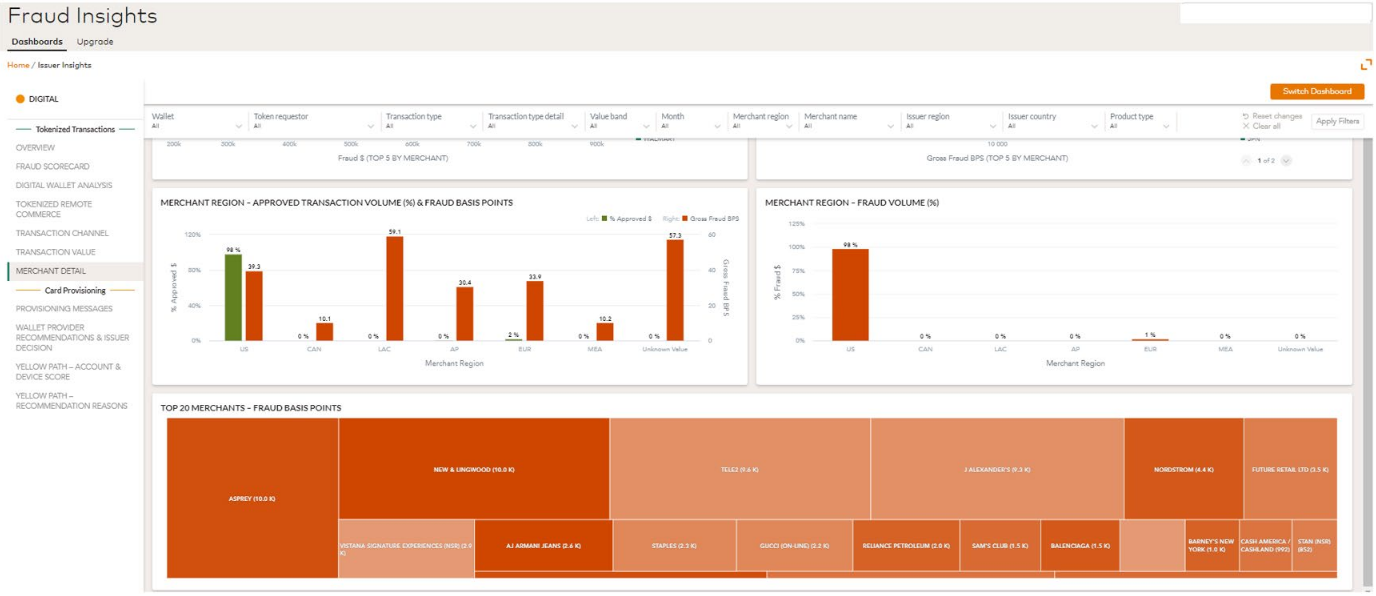 Fraud Insights
Dashboards Upgrade
Home / Issuer Insights
DIGITAL
Switch Dashboard
Tokenized Transactions
OVERVIEW
FRAUD SCORECARD
DIGITAL WALLET ANALYSIS
TOKENIZED REMOTE
COMMERCE
TRANSACTION CHANNEL
TRANSACTION VALUE
MERCHANT DETAIL
Card Provisioning
PROVISIONING MESSAGES
WALLET PROVIDER
RECOMMENDATIONS & ISSUER
DECISION
YELLOW PATH – ACCOUNT &
DEVICE SCORE
YELLOW PATH –
RECOMMENDATION REASONS
Wallet Token requestor Transaction type Transaction type detail Value band Month Merchant region Merchant name Issuer region Issuer country Product type
All All All All All All All All All All All
Reset changes
Clear all
Apply Filters
200k 300k 400k 500k 600k 700k 800k 900k
Fraud $ (TOP 5 BY MERCHANT)
10 000
Gross Fraud BPS (TOP 5 BY MERCHANT)
1 of 2
MERCHANT REGION – APPROVED TRANSACTION VOLUME (%) & FRAUD BASIS POINTS
Left: % Approved $ Right: Gross Fraud BPS
120% 80% 40% 0%
% Approved $
98 % 39.3
0 % 10.1
0 % 59.1
0 % 30.4
2 % 33.9
0 % 10.2
0 % 57.3
60 40 20 0
Gross Fraud BPS
US CAN LAC AP EUR MEA Unknown Value
Merchant Region
MERCHANT REGION – FRAUD VOLUME (%)
125% 100% 75% 50% 25% 0%
% Fraud $
98 % 0 % 0 % 0 % 1 % 0 % 0 %
US CAN LAC AP EUR MEA Unknown Value
Merchant Region
TOP 20 MERCHANTS – FRAUD BASIS POINTS
ASPREY (10.0 K)
NEW & LINGWOOD (10.0 K)
TELE2 (9.6 K)
J ALEXANDER'S (9.3 K)
NORDSTROM (4.4 K)
FUTURE RETAIL LTD (3.5 K)
VISTANA SIGNATURE EXPERIENCES (NSR) (2.9
K)
AJ ARMANI JEANS (2.6 K)
STAPLES (2.3 K)
GUCCI (ON-LINE) (2.2 K)
RELIANCE PETROLEUM (2.0 K)
SAM'S CLUB (1.5 K)
BALENCIAGA (1.5 K)
BARNEY'S NEW
YORK (1.0 K)
CASH AMERICA /
CASHLAND (992)
STAN (NSR)
(852)